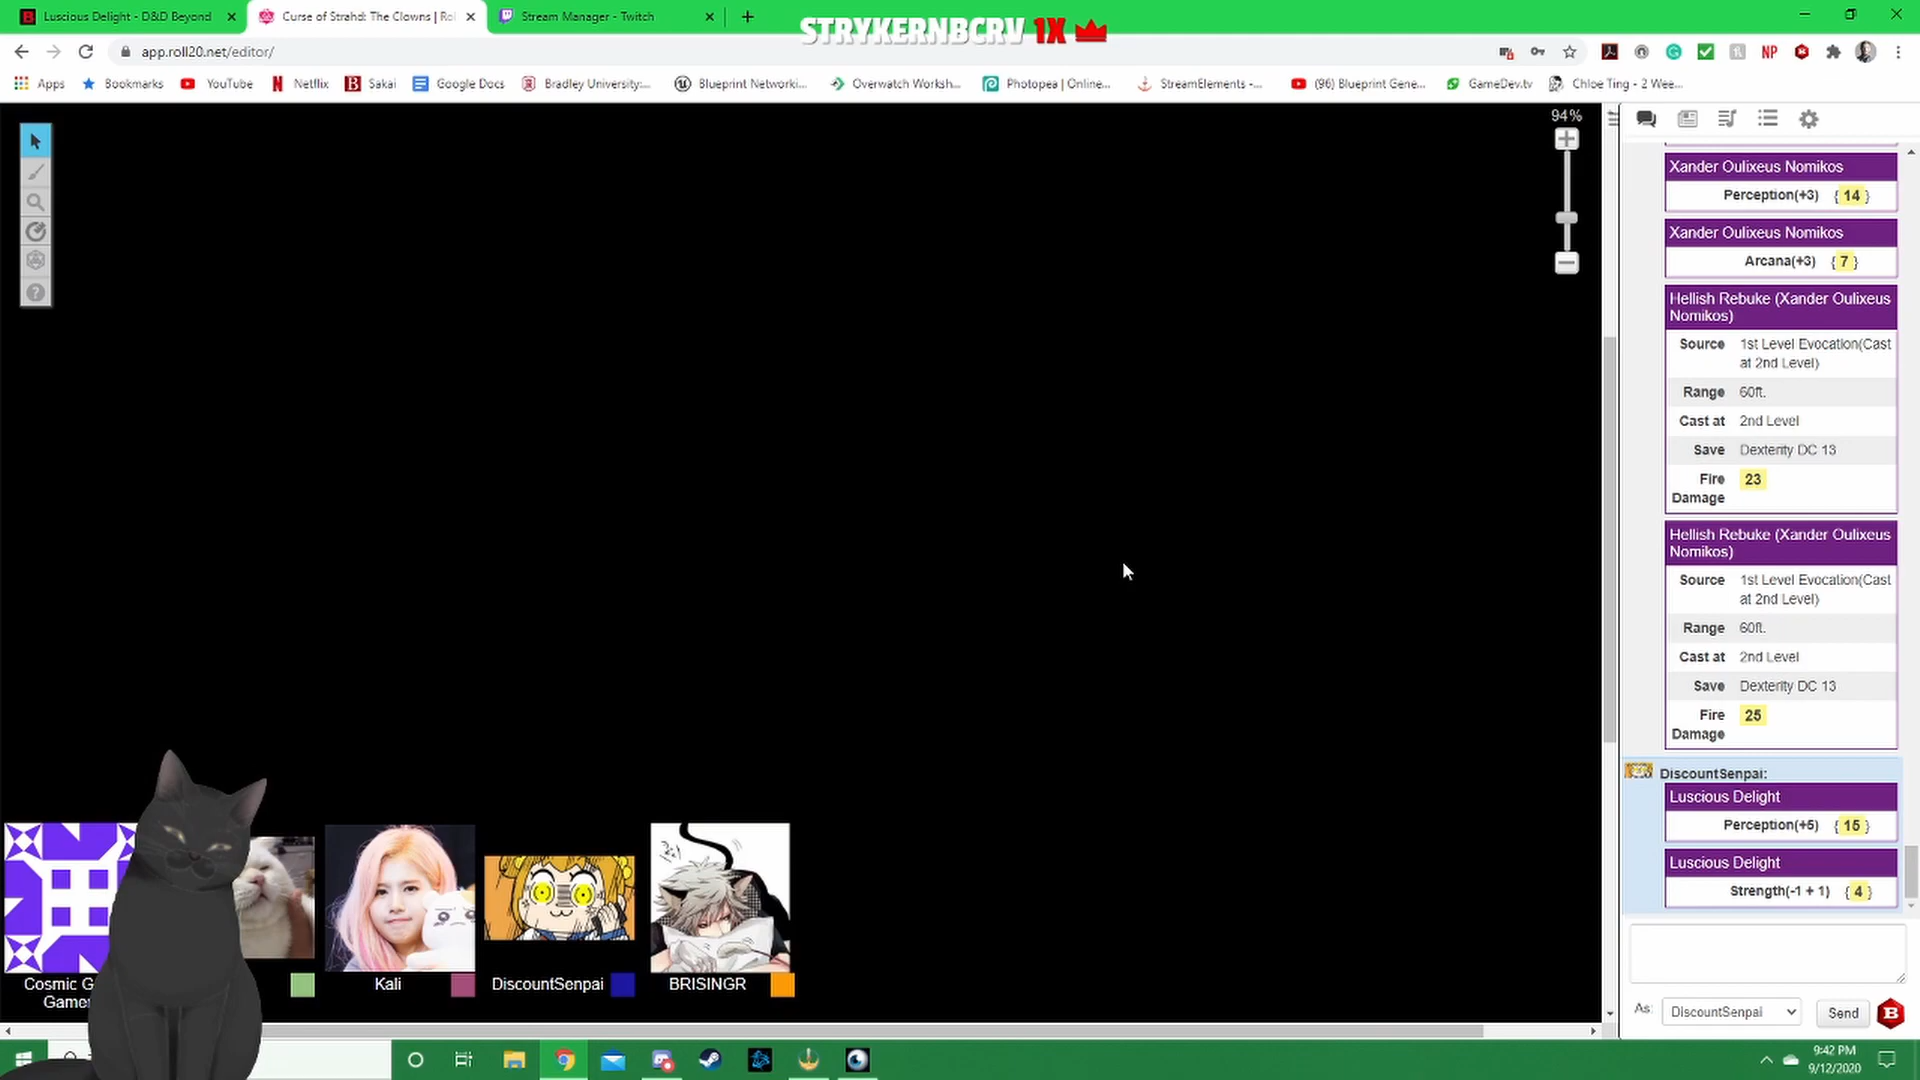 Luscious Delight - D&D Beyond
Curse of Strahd: The Clowns | Rol
Stream Manager - Twitch
STRYKERNBCRV 1X
app.roll20.net/editor/
NP
Apps
Bookmarks
YouTube
Netflix
Sakai
Google Docs
Bradley University:...
Blueprint Networki...
Overwatch Worksh...
Photopea | Online...
StreamElements -...
(96) Blueprint Gene...
GameDev.tv
Chloe Ting - 2 Wee...
94%
Xander Oulixeus Nomikos
Perception(+3) {14}
Xander Oulixeus Nomikos
Arcana(+3) {7}
Hellish Rebuke (Xander Oulixeus
Nomikos)
Source 1st Level Evocation(Cast
at 2nd Level)
Range 60ft.
Cast at 2nd Level
Save Dexterity DC 13
Fire 23
Damage
Hellish Rebuke (Xander Oulixeus
Nomikos)
Source 1st Level Evocation(Cast
at 2nd Level)
Range 60ft.
Cast at 2nd Level
Save Dexterity DC 13
Fire 25
Damage
DiscountSenpai:
Luscious Delight
Perception(+5) {15}
Luscious Delight
Strength(-1 + 1) {4}
Cosmic G
Gamer
Kali
DiscountSenpai
BRISINGR
As: DiscountSenpai
Send
9:42 PM
9/12/2020